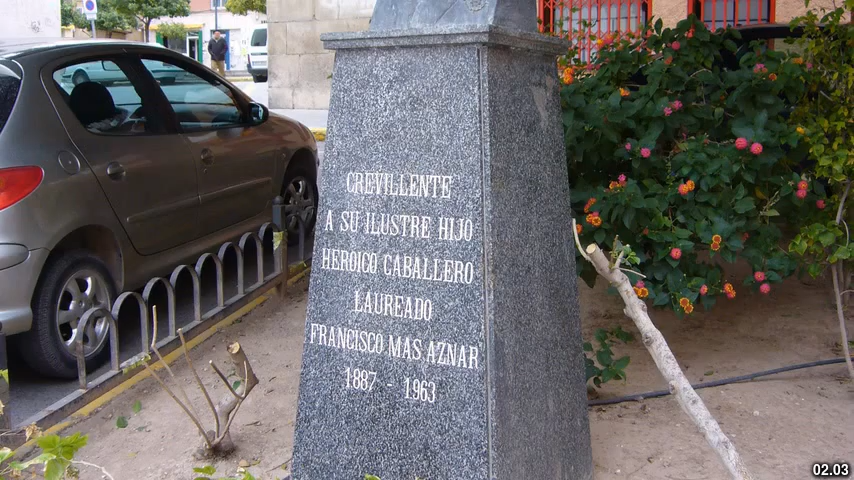 CREVILLENTE
A SU ILUSTRE HIJO
HEROICO CABALLERO
LAUREADO
FRANCISCO MAS AZNAR
1887 - 1963
02.03